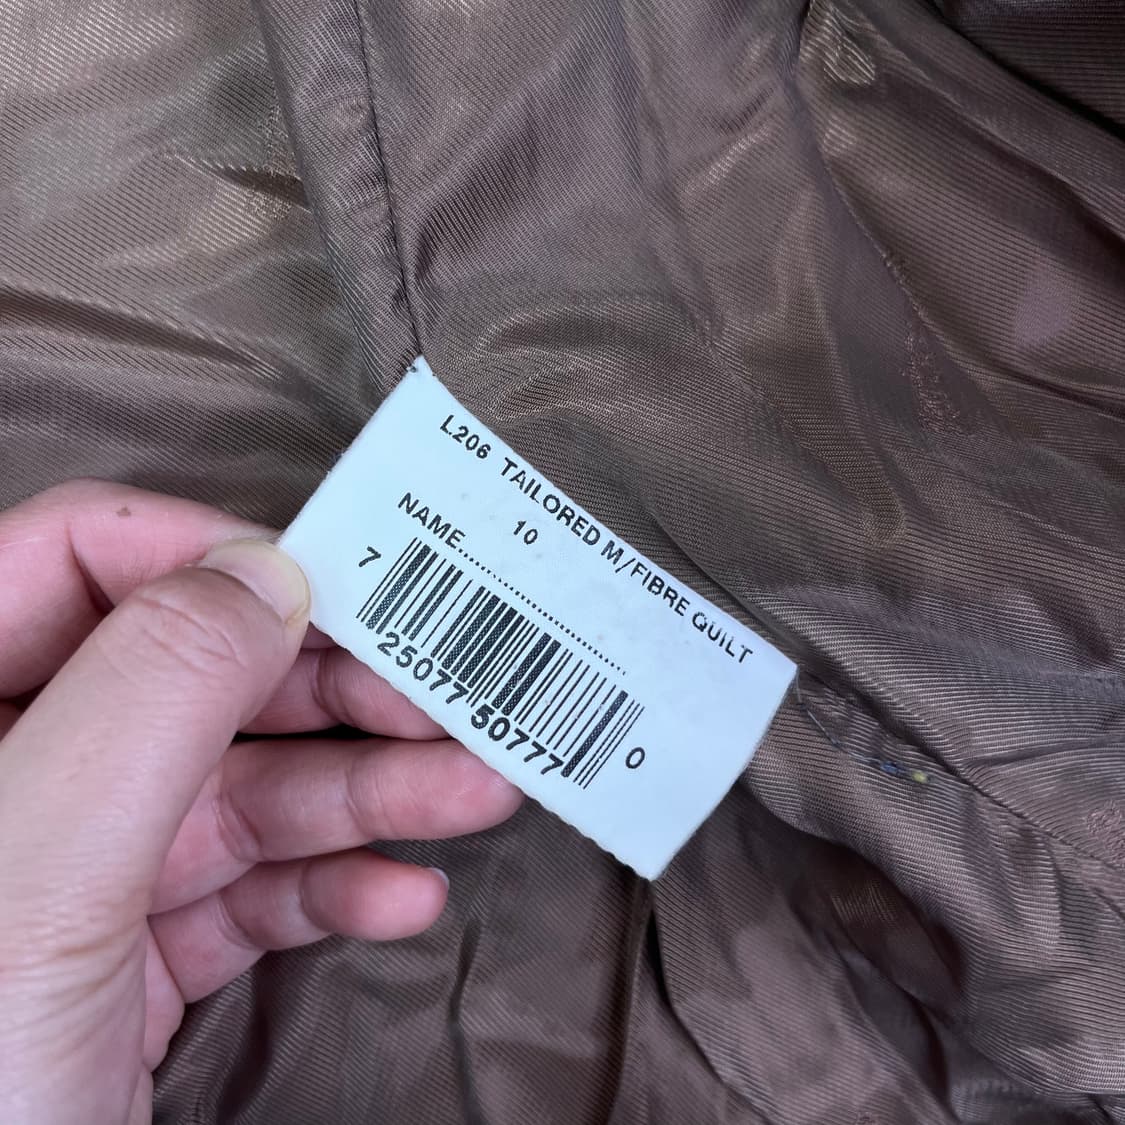 L206 TAILORED M/FIBRE QUILT
10
NAME..............................
7 25077 50777 0